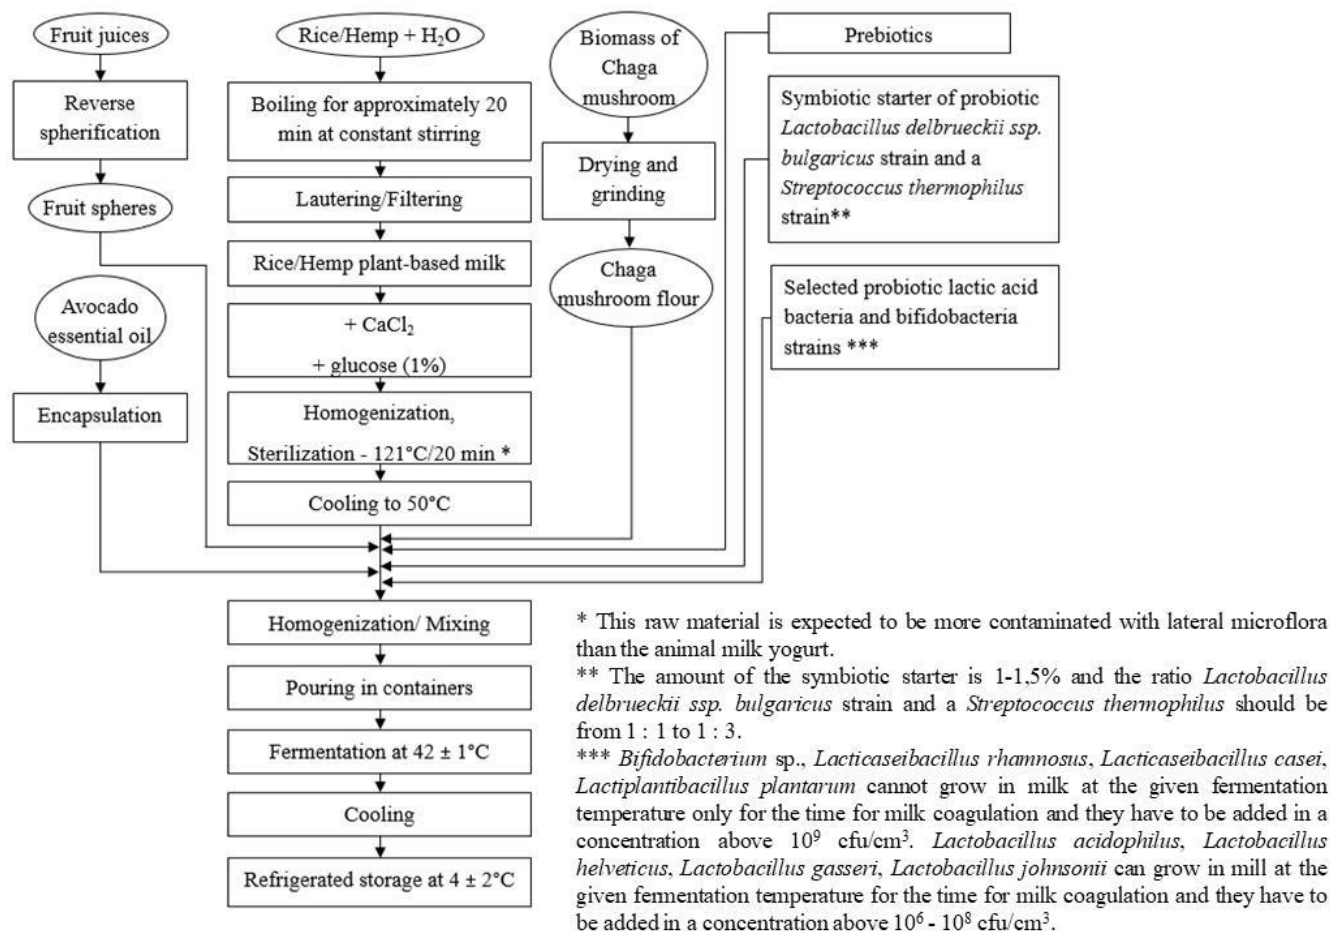 Fruit juices
Reverse
spherification
Fruit spheres
Avocado
essential oil
Encapsulation
Rice/Hemp + H₂O
Boiling for approximately 20
min at constant stirring
Lautering/Filtering
Rice/Hemp plant-based milk
+ CaCl₂
+ glucose (1%)
Homogenization,
Sterilization - 121°C/20 min *
Cooling to 50°C
Homogenization/ Mixing
Pouring in containers
Fermentation at 42 ± 1°C
Cooling
Refrigerated storage at 4 ± 2°C
Biomass of
Chaga
mushroom
Drying and
grinding
Chaga
mushroom flour
Prebiotics
Symbiotic starter of probiotic
Lactobacillus delbrueckii ssp.
bulgaricus strain and a
Streptococcus thermophilus
strain**
Selected probiotic lactic acid
bacteria and bifidobacteria
strains ***
* This raw material is expected to be more contaminated with lateral microflora
than the animal milk yogurt.
** The amount of the symbiotic starter is 1-1,5% and the ratio Lactobacillus
delbrueckii ssp. bulgaricus strain and a Streptococcus thermophilus should be
from 1 : 1 to 1 : 3.
*** Bifidobacterium sp., Lacticaseibacillus rhamnosus, Lacticaseibacillus casei,
Lactiplantibacillus plantarum cannot grow in milk at the given fermentation
temperature only for the time for milk coagulation and they have to be added in a
concentration above 10⁹ cfu/cm³. Lactobacillus acidophilus, Lactobacillus
helveticus, Lactobacillus gasseri, Lactobacillus johnsonii can grow in mill at the
given fermentation temperature for the time for milk coagulation and they have to
be added in a concentration above 10⁶ - 10⁸ cfu/cm³.